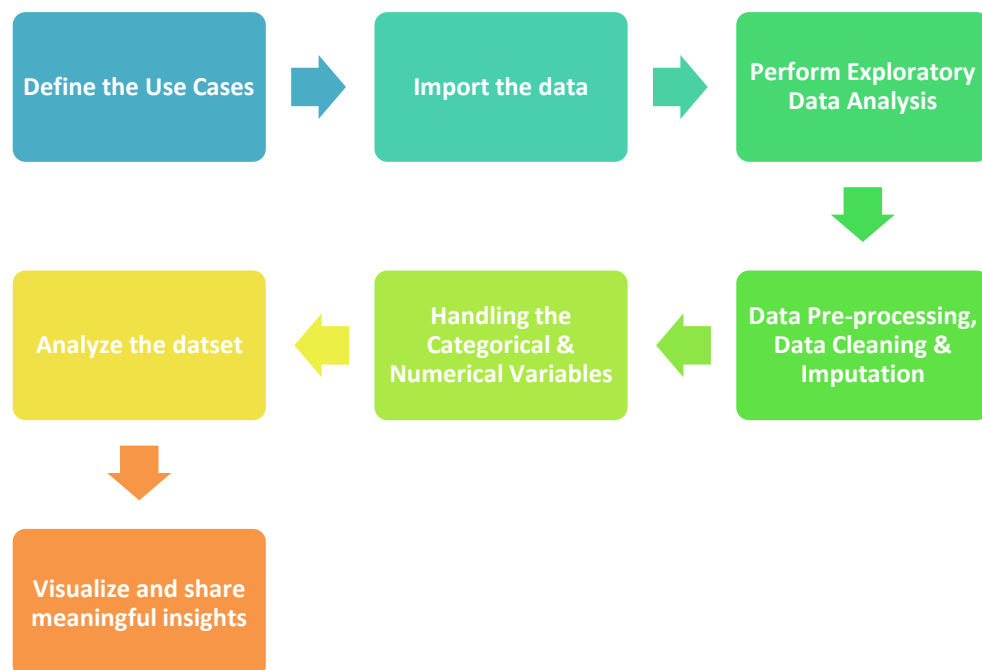 Define the Use Cases
Import the data
Perform Exploratory
Data Analysis
Data Pre-processing,
Data Cleaning &
Imputation
Handling the
Categorical &
Numerical Variables
Analyze the datset
Visualize and share
meaningful insights